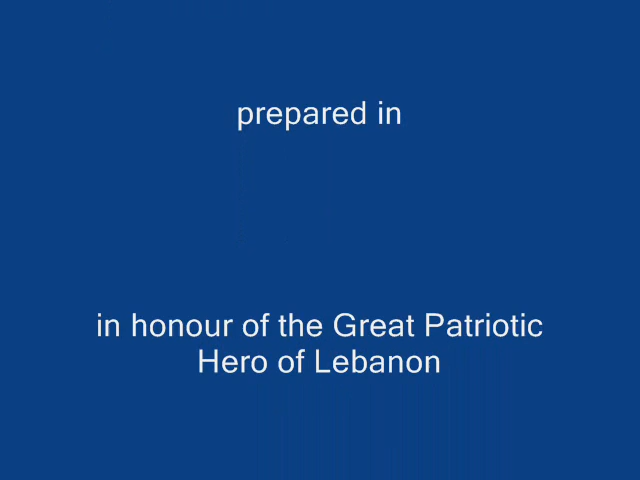 prepared in
in honour of the Great Patriotic
Hero of Lebanon